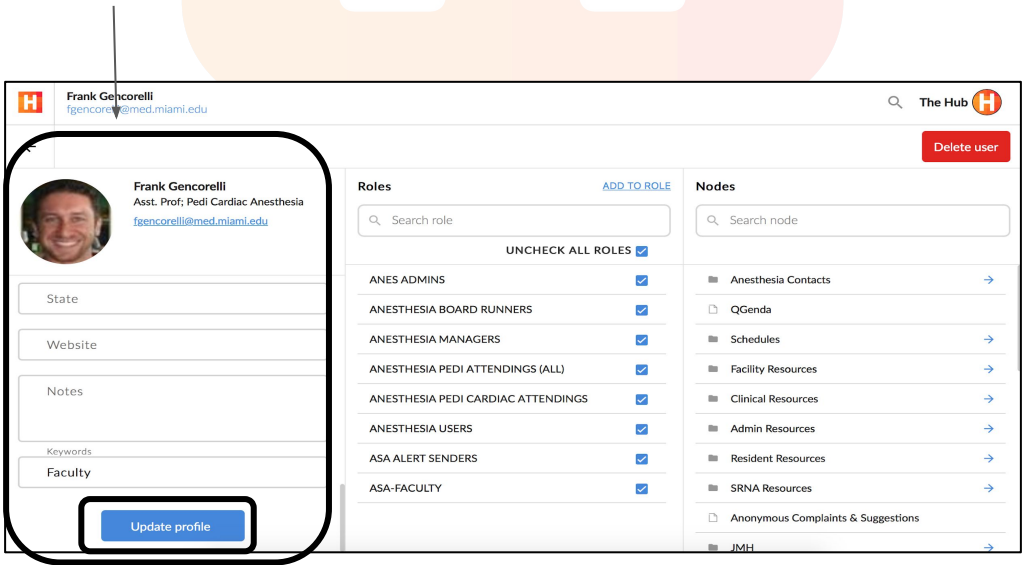 H
Frank Gencorelli
fgencorelli@med.miami.edu
The Hub
H
Delete user
Frank Gencorelli
Asst. Prof; Pedi Cardiac Anesthesia
fgencorelli@med.miami.edu
State
Website
Notes
Keywords
Faculty
Update profile
Roles
ADD TO ROLE
Search role
UNCHECK ALL ROLES
ANES ADMINS
ANESTHESIA BOARD RUNNERS
ANESTHESIA MANAGERS
ANESTHESIA PEDI ATTENDINGS (ALL)
ANESTHESIA PEDI CARDIAC ATTENDINGS
ANESTHESIA USERS
ASA ALERT SENDERS
ASA-FACULTY
Nodes
Search node
Anesthesia Contacts
QGenda
Schedules
Facility Resources
Clinical Resources
Admin Resources
Resident Resources
SRNA Resources
Anonymous Complaints & Suggestions
JMH